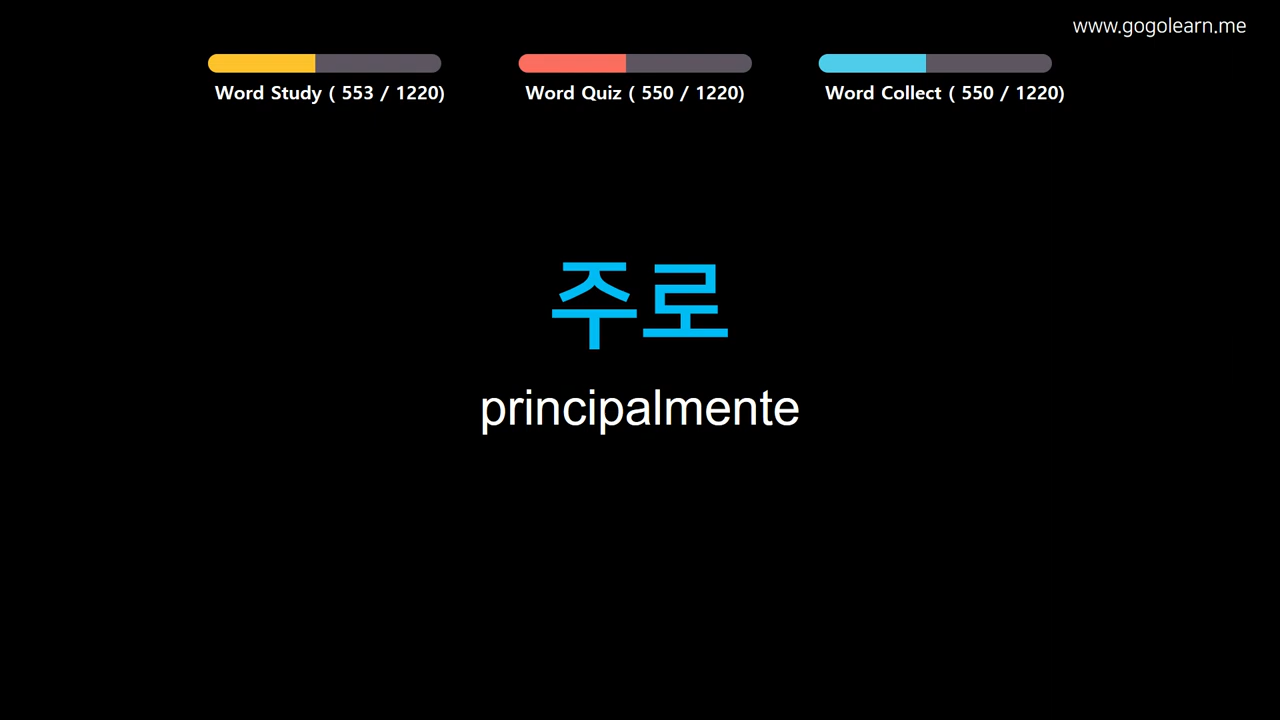 www.gogolearn.me
Word Study ( 553 / 1220)
Word Quiz ( 550 / 1220)
Word Collect ( 550 / 1220)
주로
principalmente